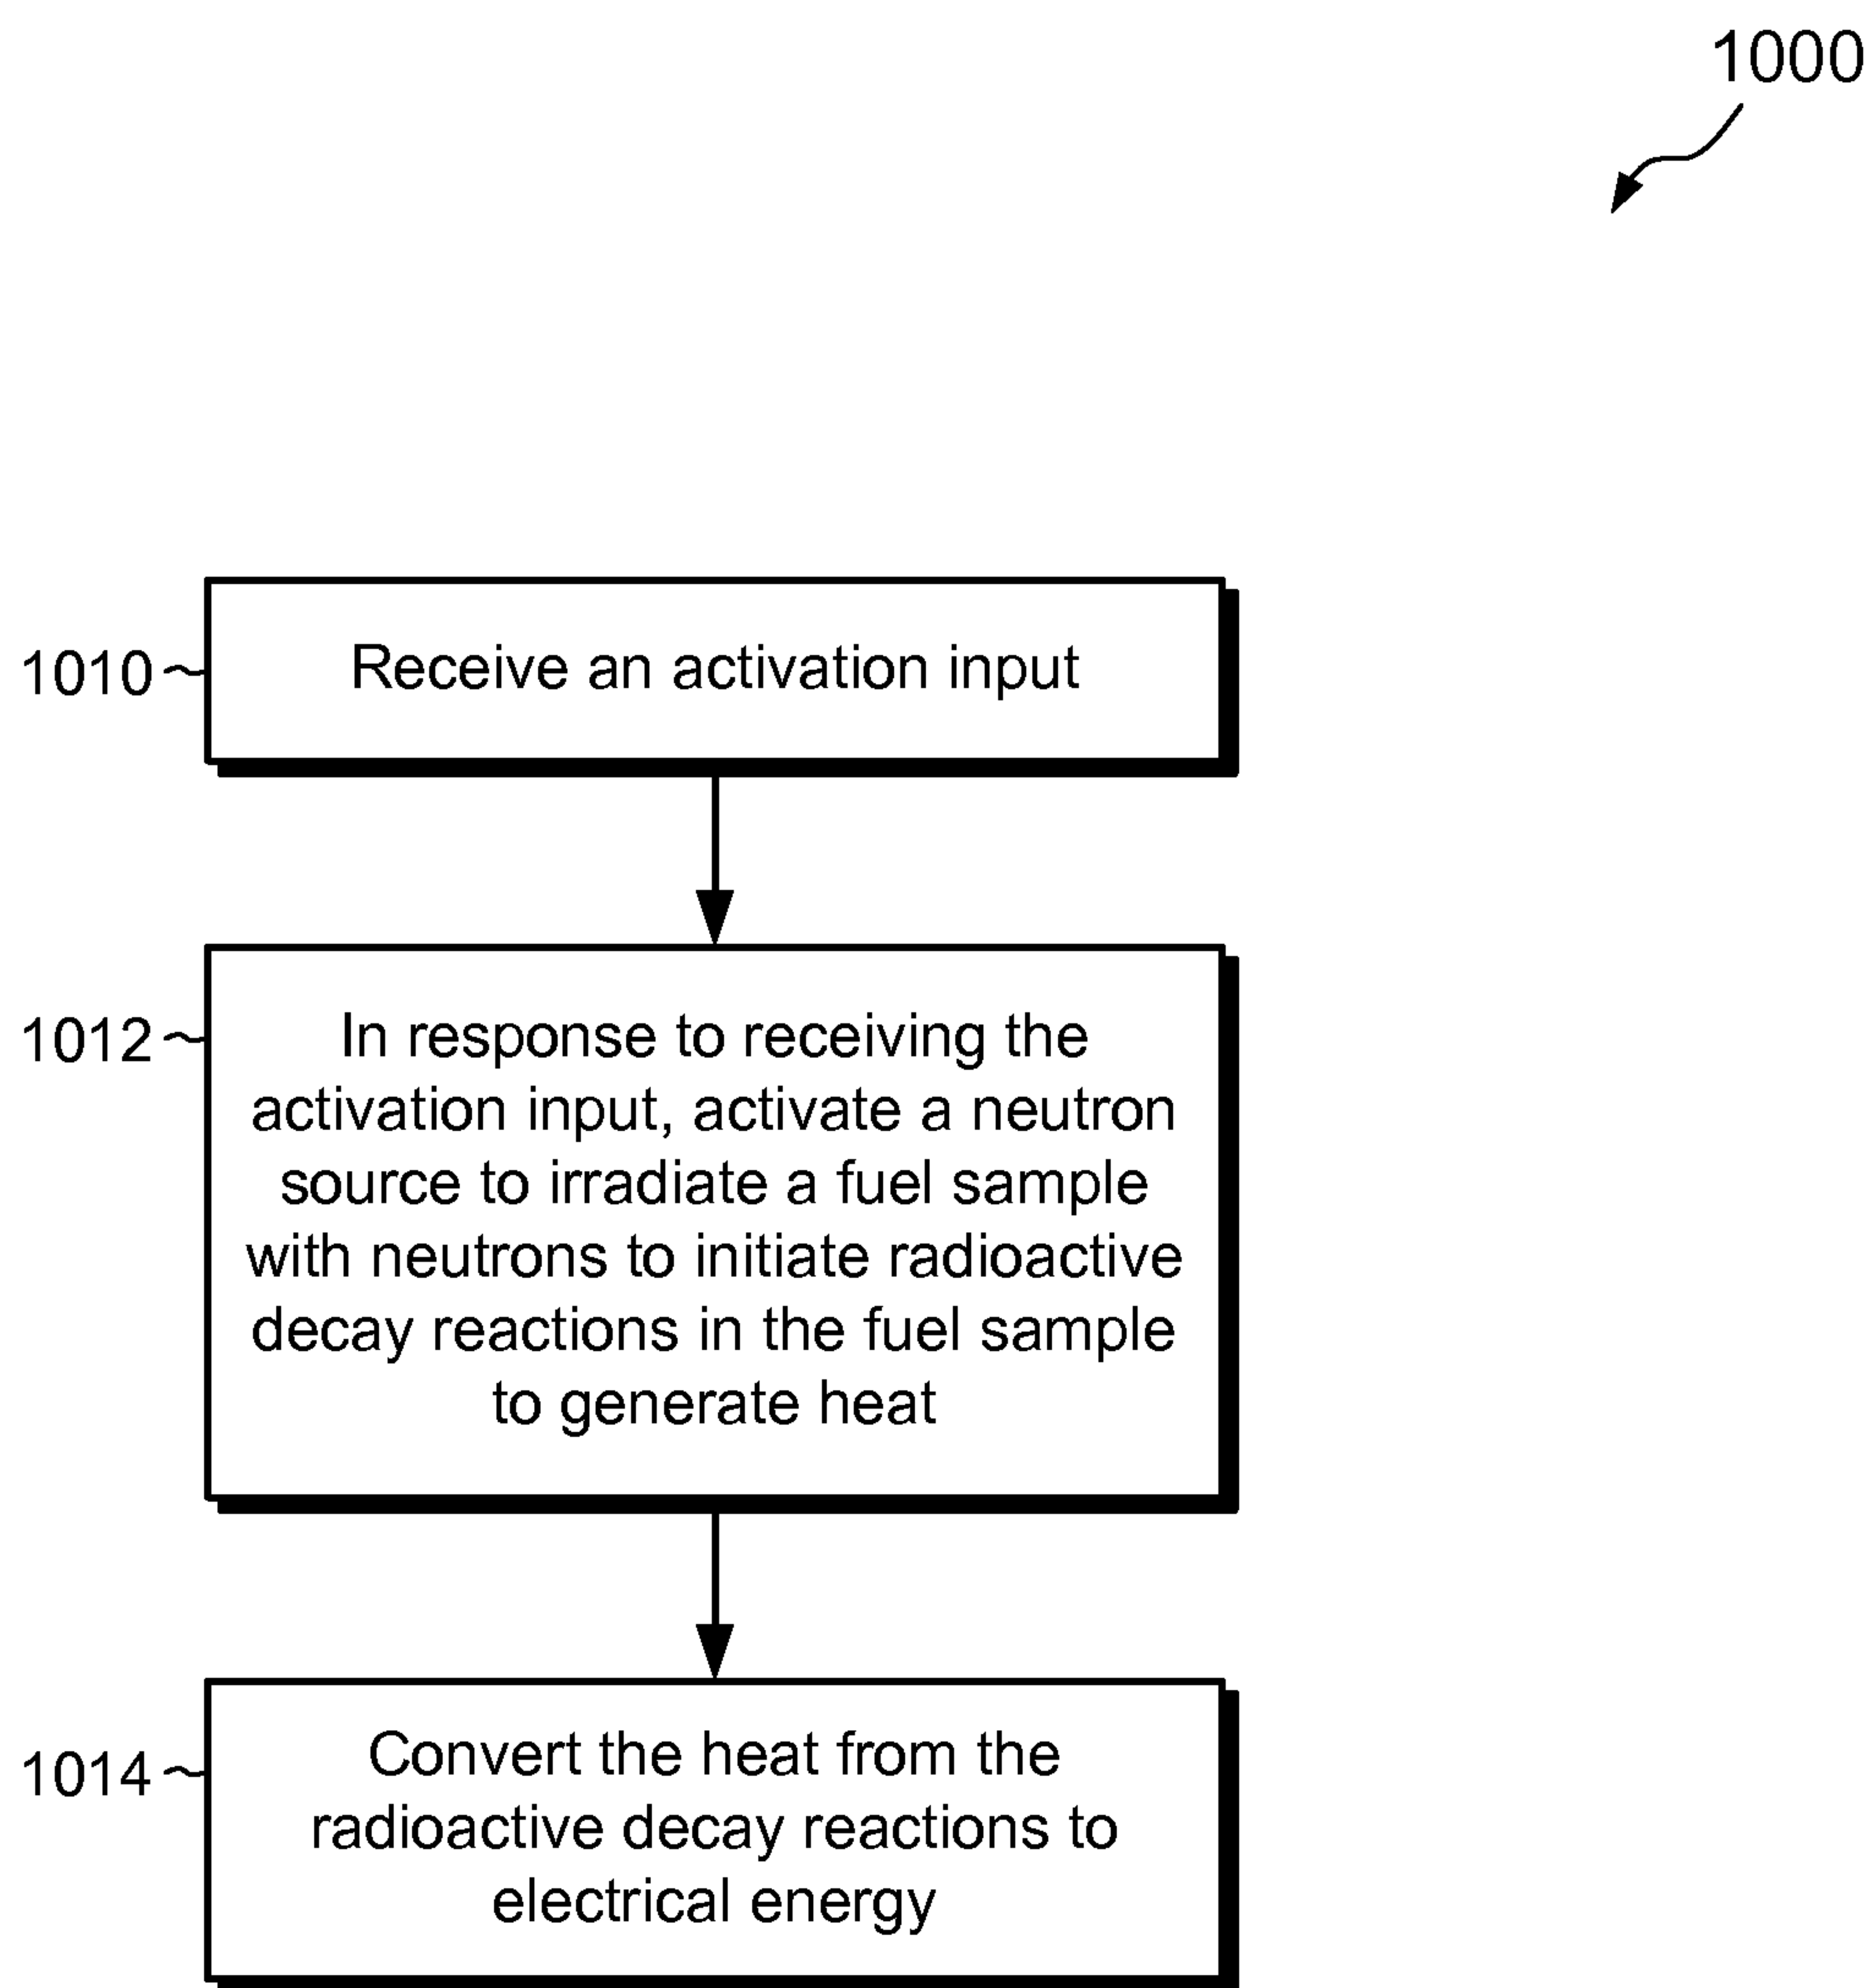 1000
1010
Receive an activation input
1012
In response to receiving the
activation input, activate a neutron
source to irradiate a fuel sample
with neutrons to initiate radioactive
decay reactions in the fuel sample
to generate heat
1014
Convert the heat from the
radioactive decay reactions to
electrical energy